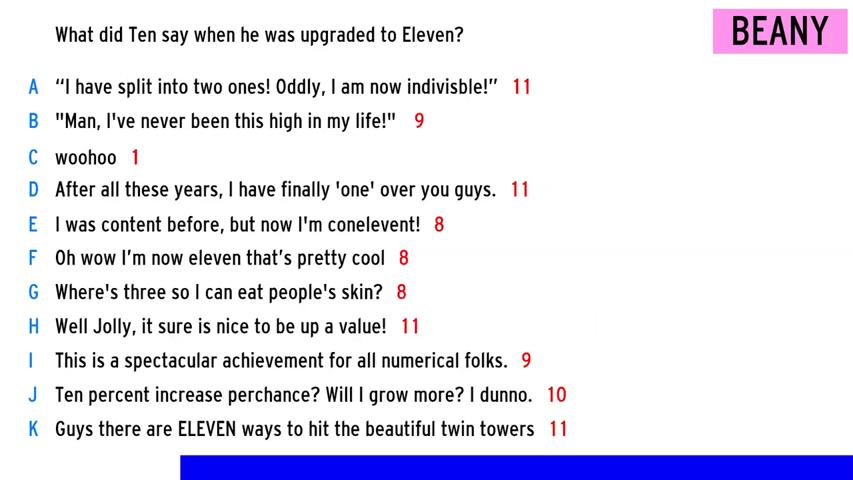 What did Ten say when he was upgraded to Eleven?
BEANY
A “I have split into two ones! Oddly, I am now indivisble!” 11
B "Man, I've never been this high in my life!" 9
C woohoo 1
D After all these years, I have finally 'one' over you guys. 11
E I was content before, but now I'm conelevent! 8
F Oh wow I’m now eleven that’s pretty cool 8
G Where's three so I can eat people's skin? 8
H Well Jolly, it sure is nice to be up a value! 11
I This is a spectacular achievement for all numerical folks. 9
J Ten percent increase perchance? Will I grow more? I dunno. 10
K Guys there are ELEVEN ways to hit the beautiful twin towers 11